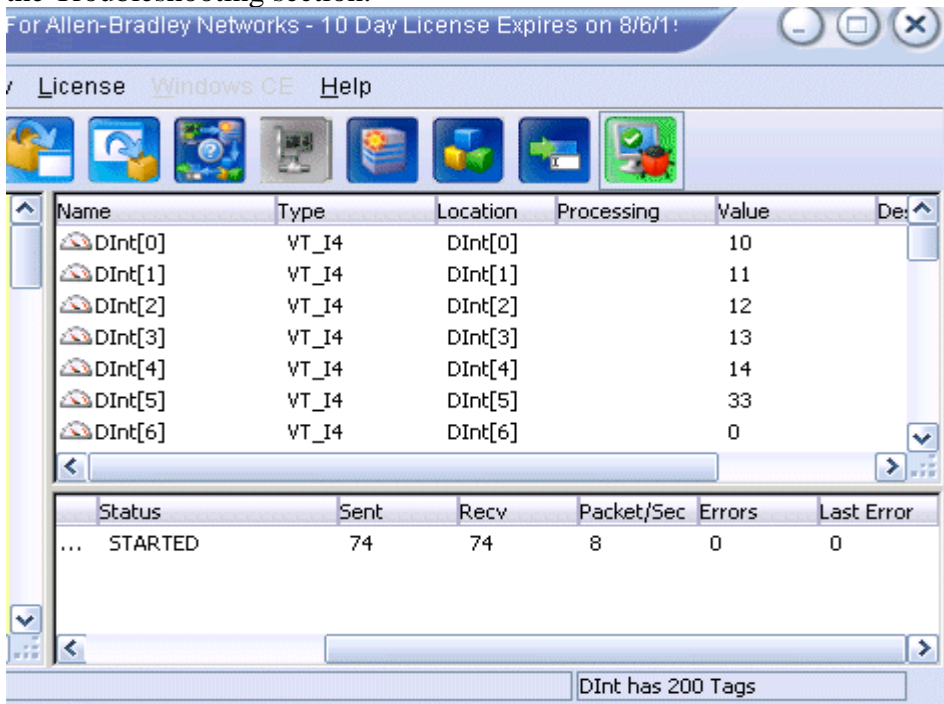 the Troubleshooting section.
For Allen-Bradley Networks - 10 Day License Expires on 8/6/1
License Windows CE Help
Name Type Location Processing Value Des
DInt[0] VT_I4 DInt[0] 10
DInt[1] VT_I4 DInt[1] 11
DInt[2] VT_I4 DInt[2] 12
DInt[3] VT_I4 DInt[3] 13
DInt[4] VT_I4 DInt[4] 14
DInt[5] VT_I4 DInt[5] 33
DInt[6] VT_I4 DInt[6] 0
Status Sent Recv Packet/Sec Errors Last Error
... STARTED 74 74 8 0 0
DInt has 200 Tags